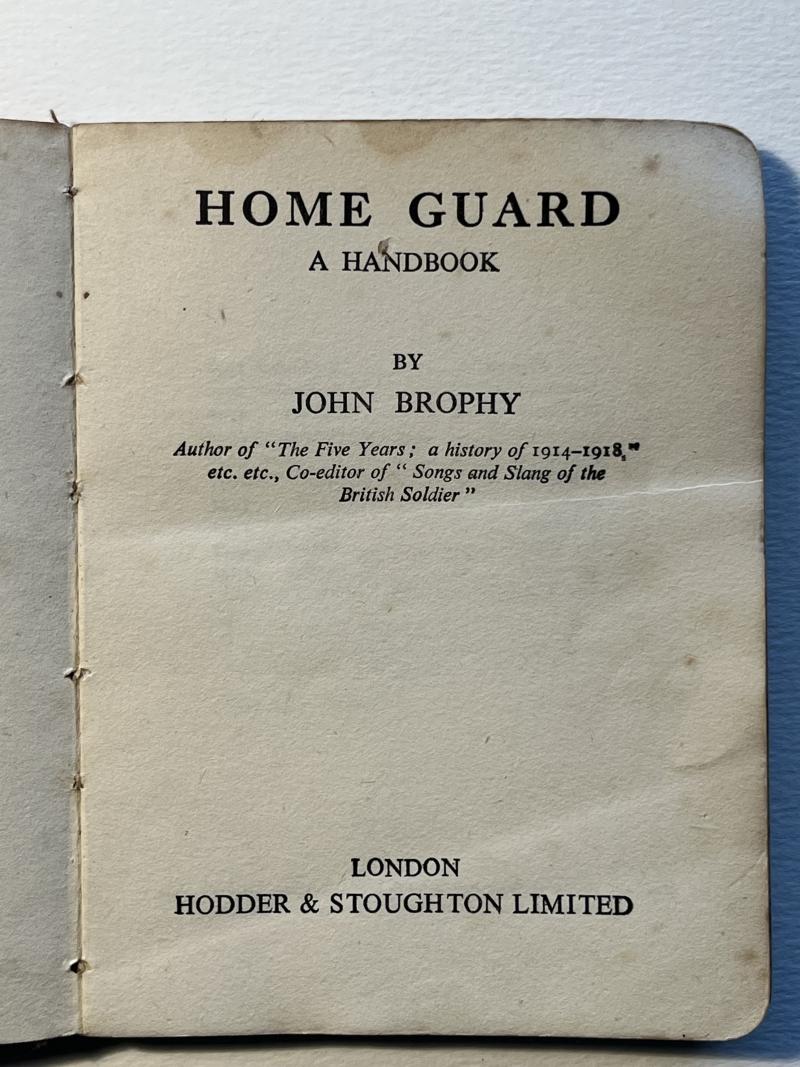 HOME GUARD
A HANDBOOK
BY
JOHN BROPHY
Author of "The Five Years; a history of 1914–1918,"
etc. etc., Co-editor of "Songs and Slang of the
British Soldier"
LONDON
HODDER & STOUGHTON LIMITED